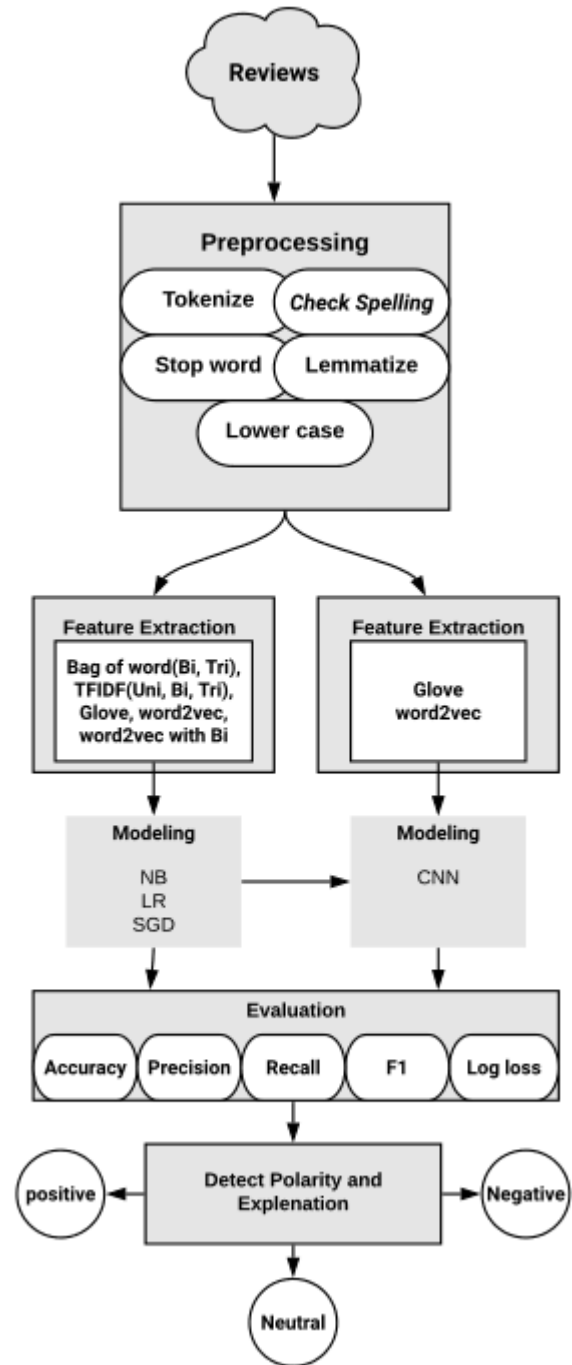 Reviews
Preprocessing
Tokenize
Check Spelling
Stop word
Lemmatize
Lower case
Feature Extraction
Bag of word(Bi, Tri),
TFIDF(Uni, Bi, Tri),
Glove, word2vec,
word2vec with Bi
Feature Extraction
Glove
word2vec
Modeling
NB
LR
SGD
Modeling
CNN
Evaluation
Accuracy
Precision
Recall
F1
Log loss
Detect Polarity and
Explenation
positive
Negative
Neutral